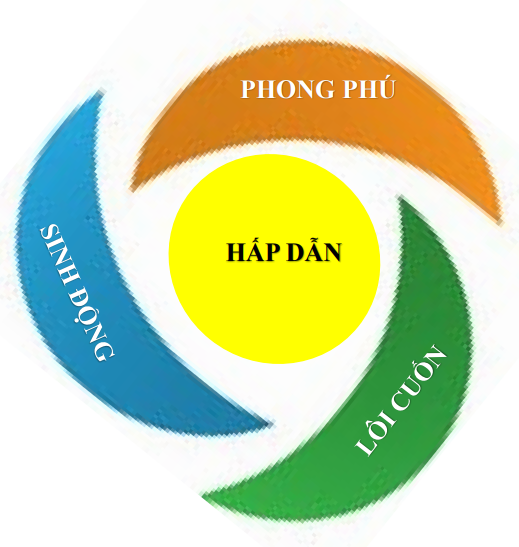 PHONG PHÚ
HẤP DẪN
SINH ĐỘNG
LÔI CUỐN